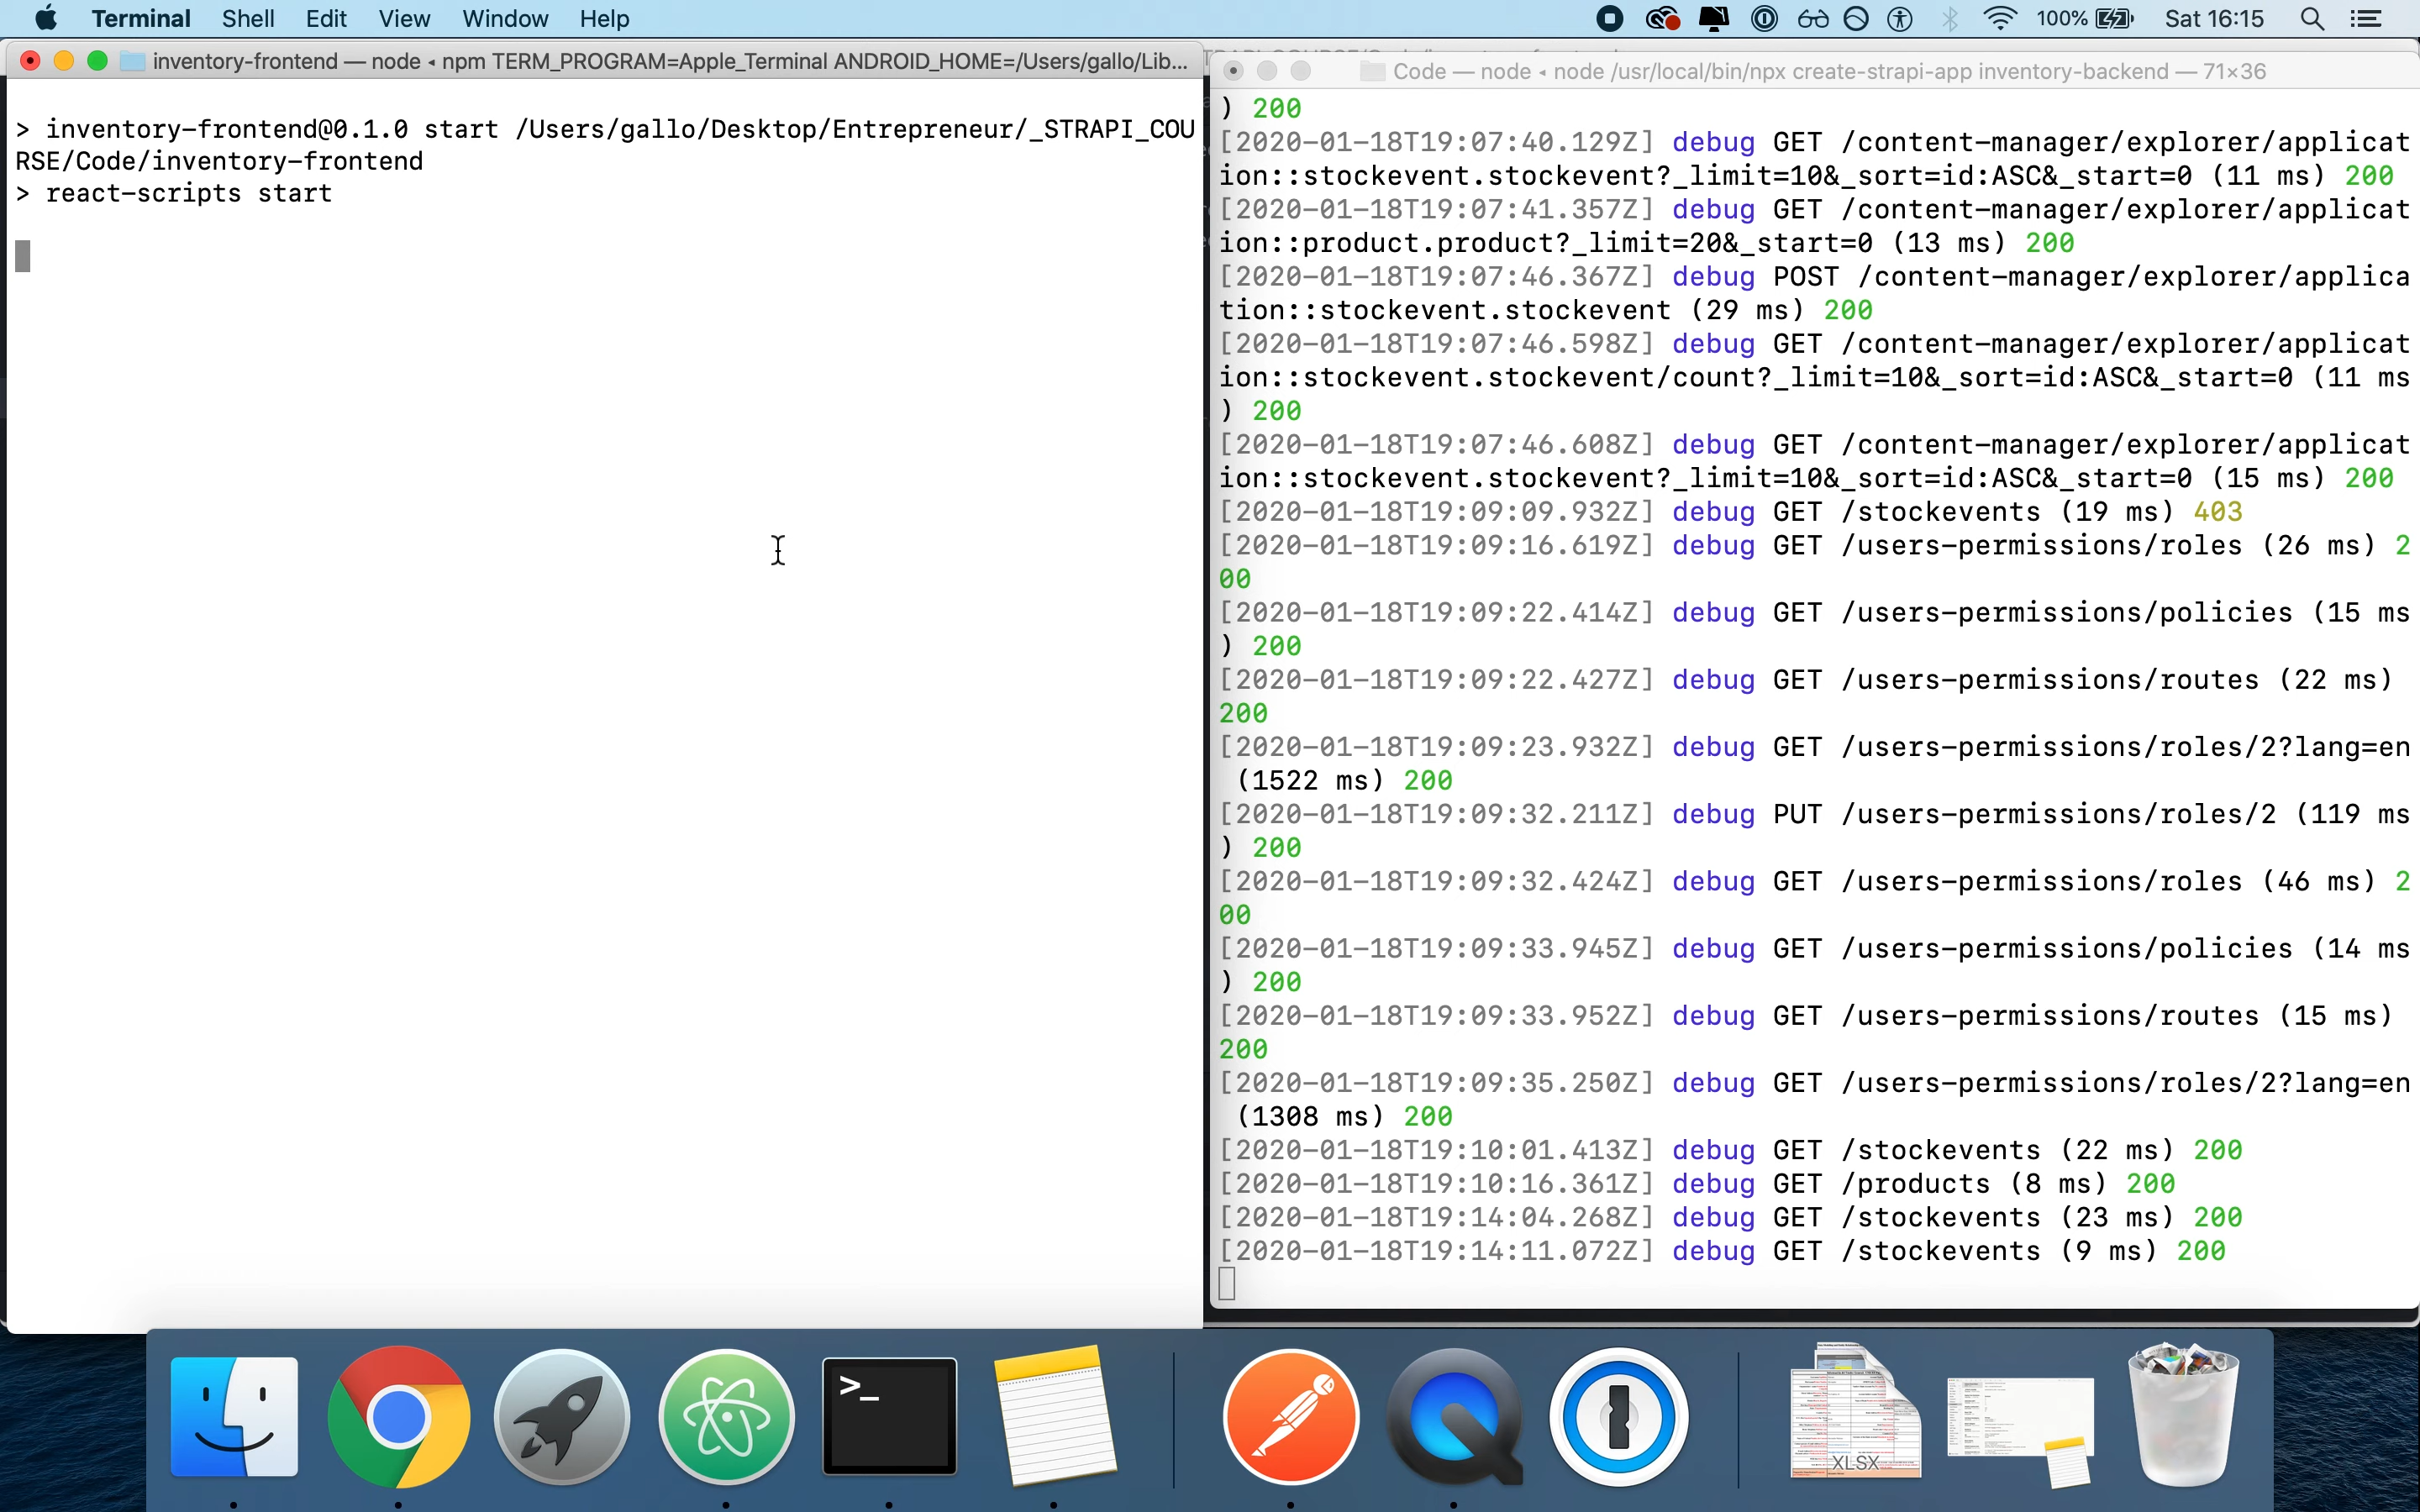 Terminal Shell Edit View Window Help 100% Sat 16:15
inventory-frontend — node ◂ npm TERM_PROGRAM=Apple_Terminal ANDROID_HOME=/Users/gallo/Lib...
> inventory-frontend@0.1.0 start /Users/gallo/Desktop/Entrepreneur/_STRAPI_COU
RSE/Code/inventory-frontend
> react-scripts start
Code — node ◂ node /usr/local/bin/npx create-strapi-app inventory-backend — 71×36
) 200
[2020-01-18T19:07:40.129Z] debug GET /content-manager/explorer/applicat
ion::stockevent.stockevent?_limit=10&_sort=id:ASC&_start=0 (11 ms) 200
[2020-01-18T19:07:41.357Z] debug GET /content-manager/explorer/applicat
ion::product.product?_limit=20&_start=0 (13 ms) 200
[2020-01-18T19:07:46.367Z] debug POST /content-manager/explorer/applica
tion::stockevent.stockevent (29 ms) 200
[2020-01-18T19:07:46.598Z] debug GET /content-manager/explorer/applicat
ion::stockevent.stockevent/count?_limit=10&_sort=id:ASC&_start=0 (11 ms
) 200
[2020-01-18T19:07:46.608Z] debug GET /content-manager/explorer/applicat
ion::stockevent.stockevent?_limit=10&_sort=id:ASC&_start=0 (15 ms) 200
[2020-01-18T19:09:09.932Z] debug GET /stockevents (19 ms) 403
[2020-01-18T19:09:16.619Z] debug GET /users-permissions/roles (26 ms) 2
00
[2020-01-18T19:09:22.414Z] debug GET /users-permissions/policies (15 ms
) 200
[2020-01-18T19:09:22.427Z] debug GET /users-permissions/routes (22 ms)
200
[2020-01-18T19:09:23.932Z] debug GET /users-permissions/roles/2?lang=en
(1522 ms) 200
[2020-01-18T19:09:32.211Z] debug PUT /users-permissions/roles/2 (119 ms
) 200
[2020-01-18T19:09:32.424Z] debug GET /users-permissions/roles (46 ms) 2
00
[2020-01-18T19:09:33.945Z] debug GET /users-permissions/policies (14 ms
) 200
[2020-01-18T19:09:33.952Z] debug GET /users-permissions/routes (15 ms)
200
[2020-01-18T19:09:35.250Z] debug GET /users-permissions/roles/2?lang=en
(1308 ms) 200
[2020-01-18T19:10:01.413Z] debug GET /stockevents (22 ms) 200
[2020-01-18T19:10:16.361Z] debug GET /products (8 ms) 200
[2020-01-18T19:14:04.268Z] debug GET /stockevents (23 ms) 200
[2020-01-18T19:14:11.072Z] debug GET /stockevents (9 ms) 200
>_
XLSX